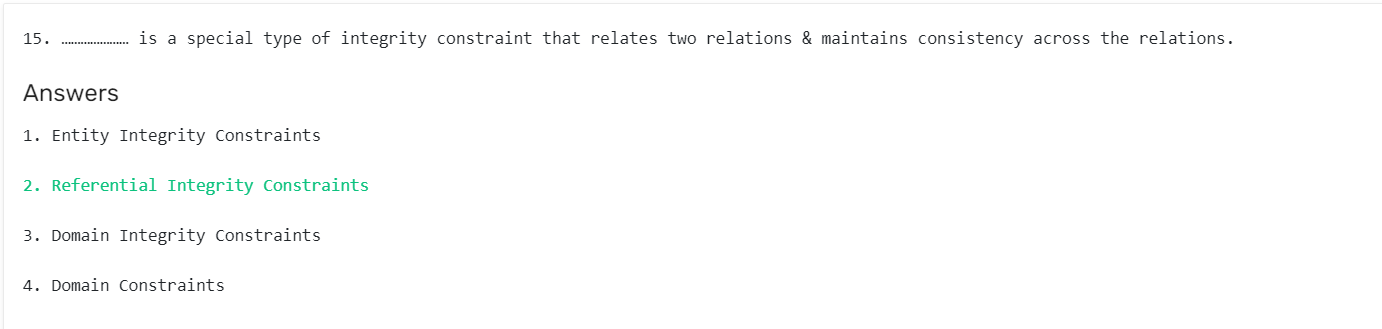 15. ………………… is a special type of integrity constraint that relates two relations & maintains consistency across the relations.
Answers
1. Entity Integrity Constraints
2. Referential Integrity Constraints
3. Domain Integrity Constraints
4. Domain Constraints